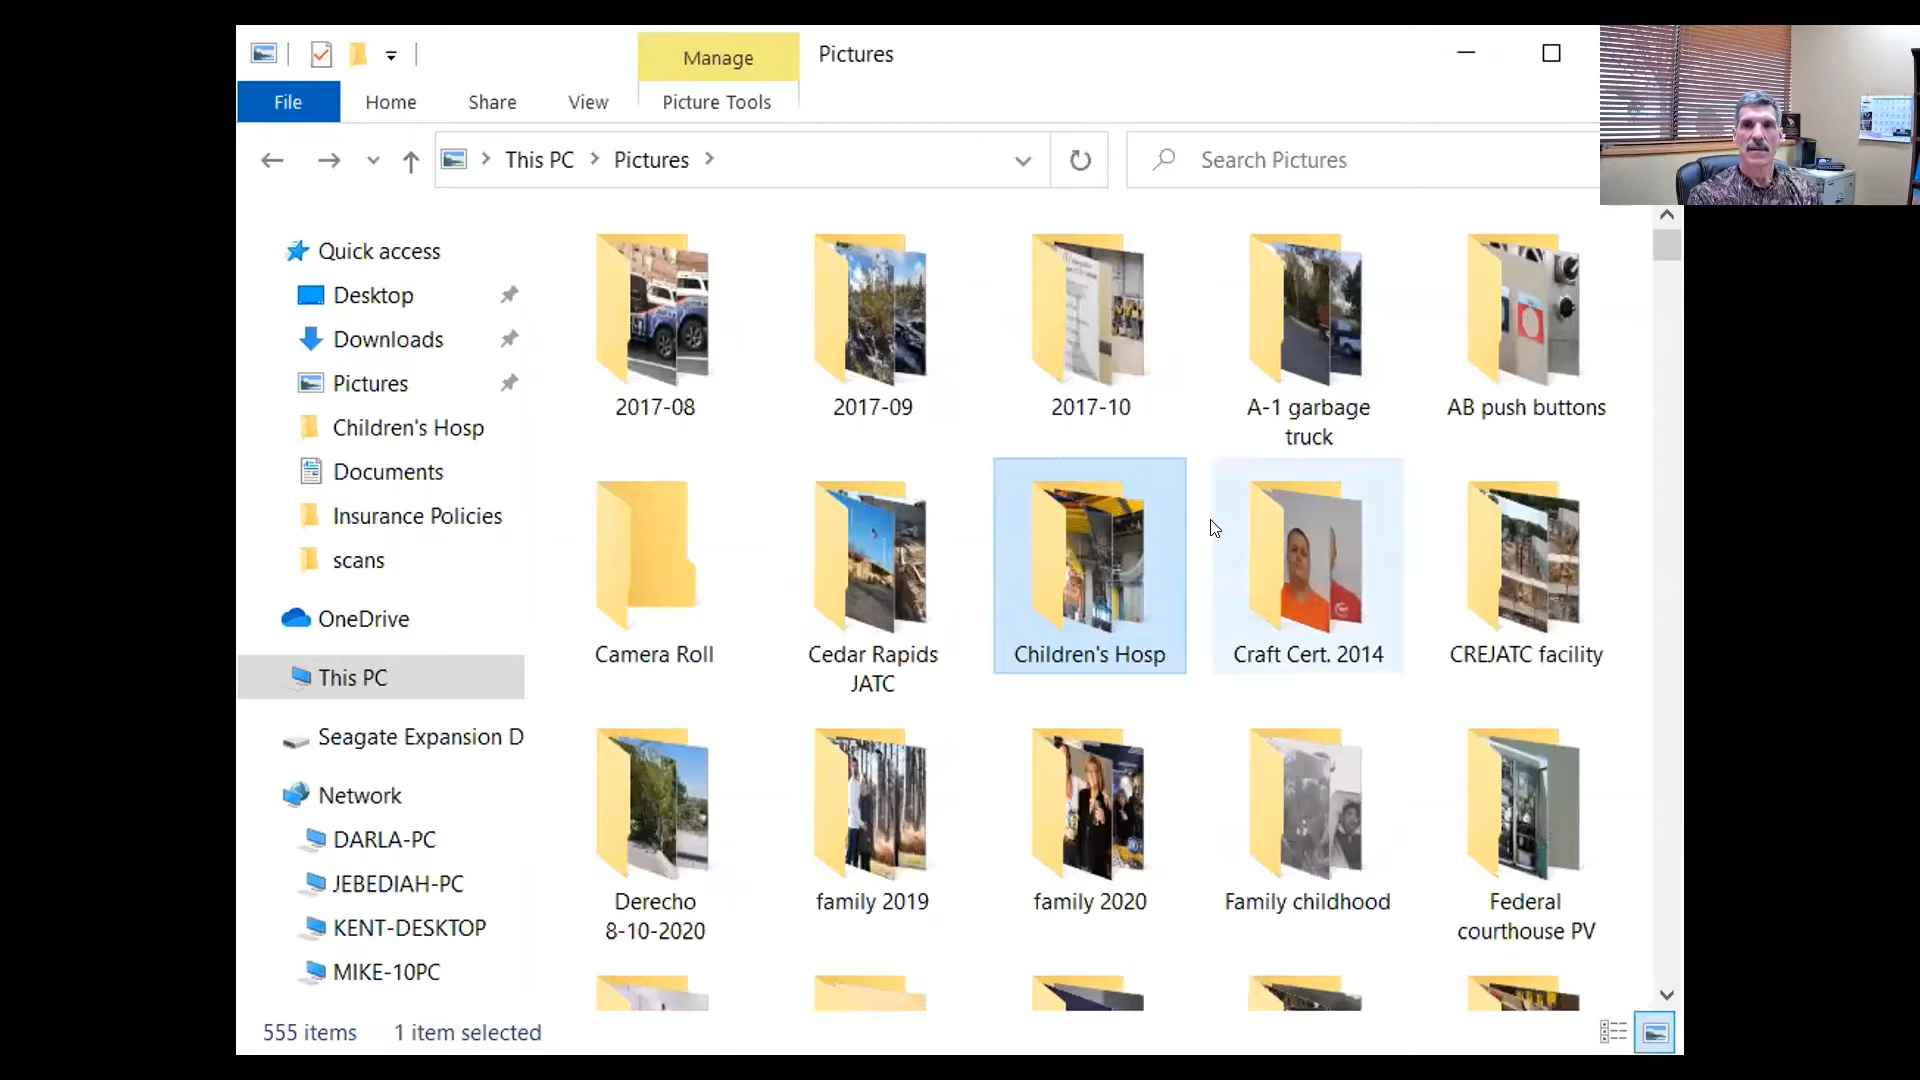 Manage
Pictures
File
Home
Share
View
Picture Tools
This PC
Pictures
Search Pictures
Quick access
Desktop
Downloads
Pictures
Children's Hosp
Documents
Insurance Policies
scans
OneDrive
This PC
Seagate Expansion D
Network
DARLA-PC
JEBEDIAH-PC
KENT-DESKTOP
MIKE-10PC
2017-08
2017-09
2017-10
A-1 garbage
truck
AB push buttons
Camera Roll
Cedar Rapids
JATC
Children's Hosp
Craft Cert. 2014
CREJATC facility
Derecho
8-10-2020
family 2019
family 2020
Family childhood
Federal
courthouse PV
555 items
1 item selected